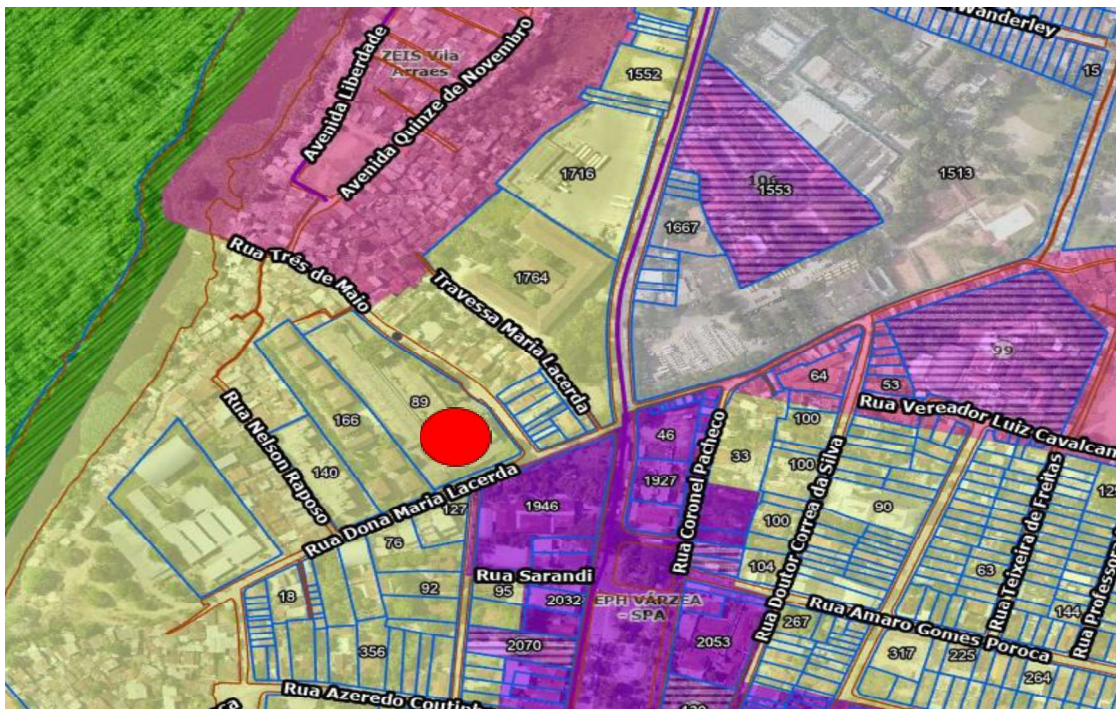 Wanderley
ZEIS Vila
Arraes
Avenida Liberdade
Avenida Quinze de Novembro
1552
15
1716
1553
1513
1667
Rua Três de Maio
1764
Travessa Maria Lacerda
99
64
53
89
166
Rua Vereador Luiz Cavalcan
100
46
33
Rua Coronel Pacheco
Rua Nelson Raposo
140
100
1927
Rua Doutor Correa da Silva
Rua Teixeira de Freitas
Rua Dona Maria Lacerda
127
1946
100
90
Rua Professo
76
104
63
Rua Sarandi
92
95
2032
EPH VÁRZEA
- SPA
18
Rua Amaro Gomes Poroca
144
267
2053
356
2070
317
225
264
Rua Azeredo Coutinh